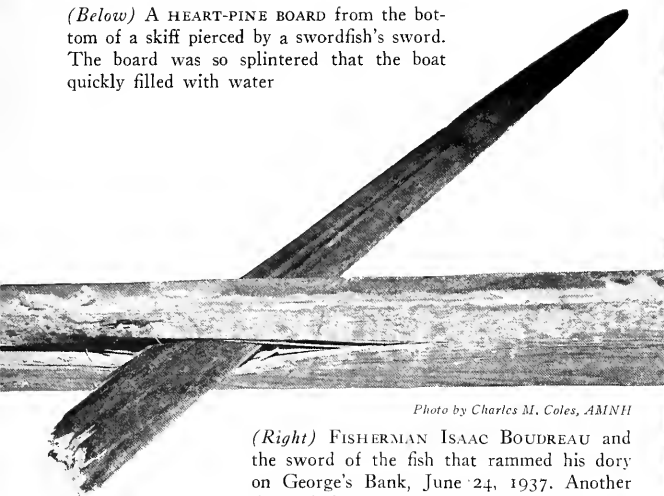 (Below) A HEART-PINE BOARD from the bot-
tom of a skiff pierced by a swordfish's sword.
The board was so splintered that the boat
quickly filled with water
Photo by Charles M. Coles, AMNH
(Right) FISHERMAN ISAAC BOUDREAU and
the sword of the fish that rammed his dory
on George's Bank, June 24, 1937. Another